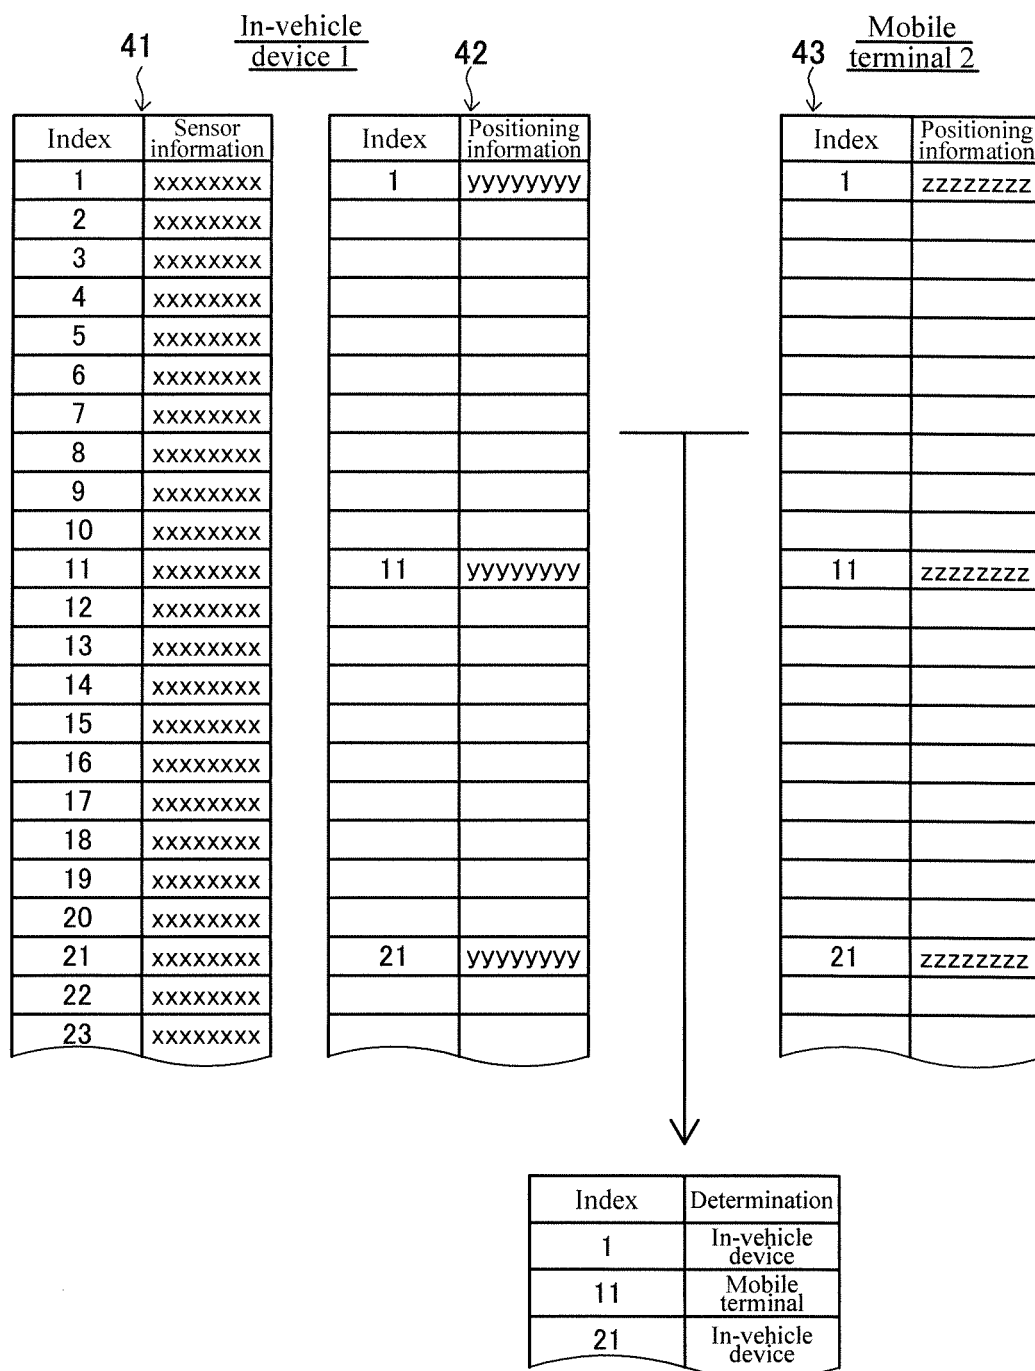 In-vehicle
device 1
Mobile
terminal 2
41
42
43
Index Sensor information
1 xxxxxxxx
2 xxxxxxxx
3 xxxxxxxx
4 xxxxxxxx
5 xxxxxxxx
6 xxxxxxxx
7 xxxxxxxx
8 xxxxxxxx
9 xxxxxxxx
10 xxxxxxxx
11 xxxxxxxx
12 xxxxxxxx
13 xxxxxxxx
14 xxxxxxxx
15 xxxxxxxx
16 xxxxxxxx
17 xxxxxxxx
18 xxxxxxxx
19 xxxxxxxx
20 xxxxxxxx
21 xxxxxxxx
22 xxxxxxxx
23 xxxxxxxx
Index Positioning information
1 yyyyyyyy
11 yyyyyyyy
21 yyyyyyyy
Index Positioning information
1 zzzzzzzz
11 zzzzzzzz
21 zzzzzzzz
Index Determination
1 In-vehicle device
11 Mobile terminal
21 In-vehicle device